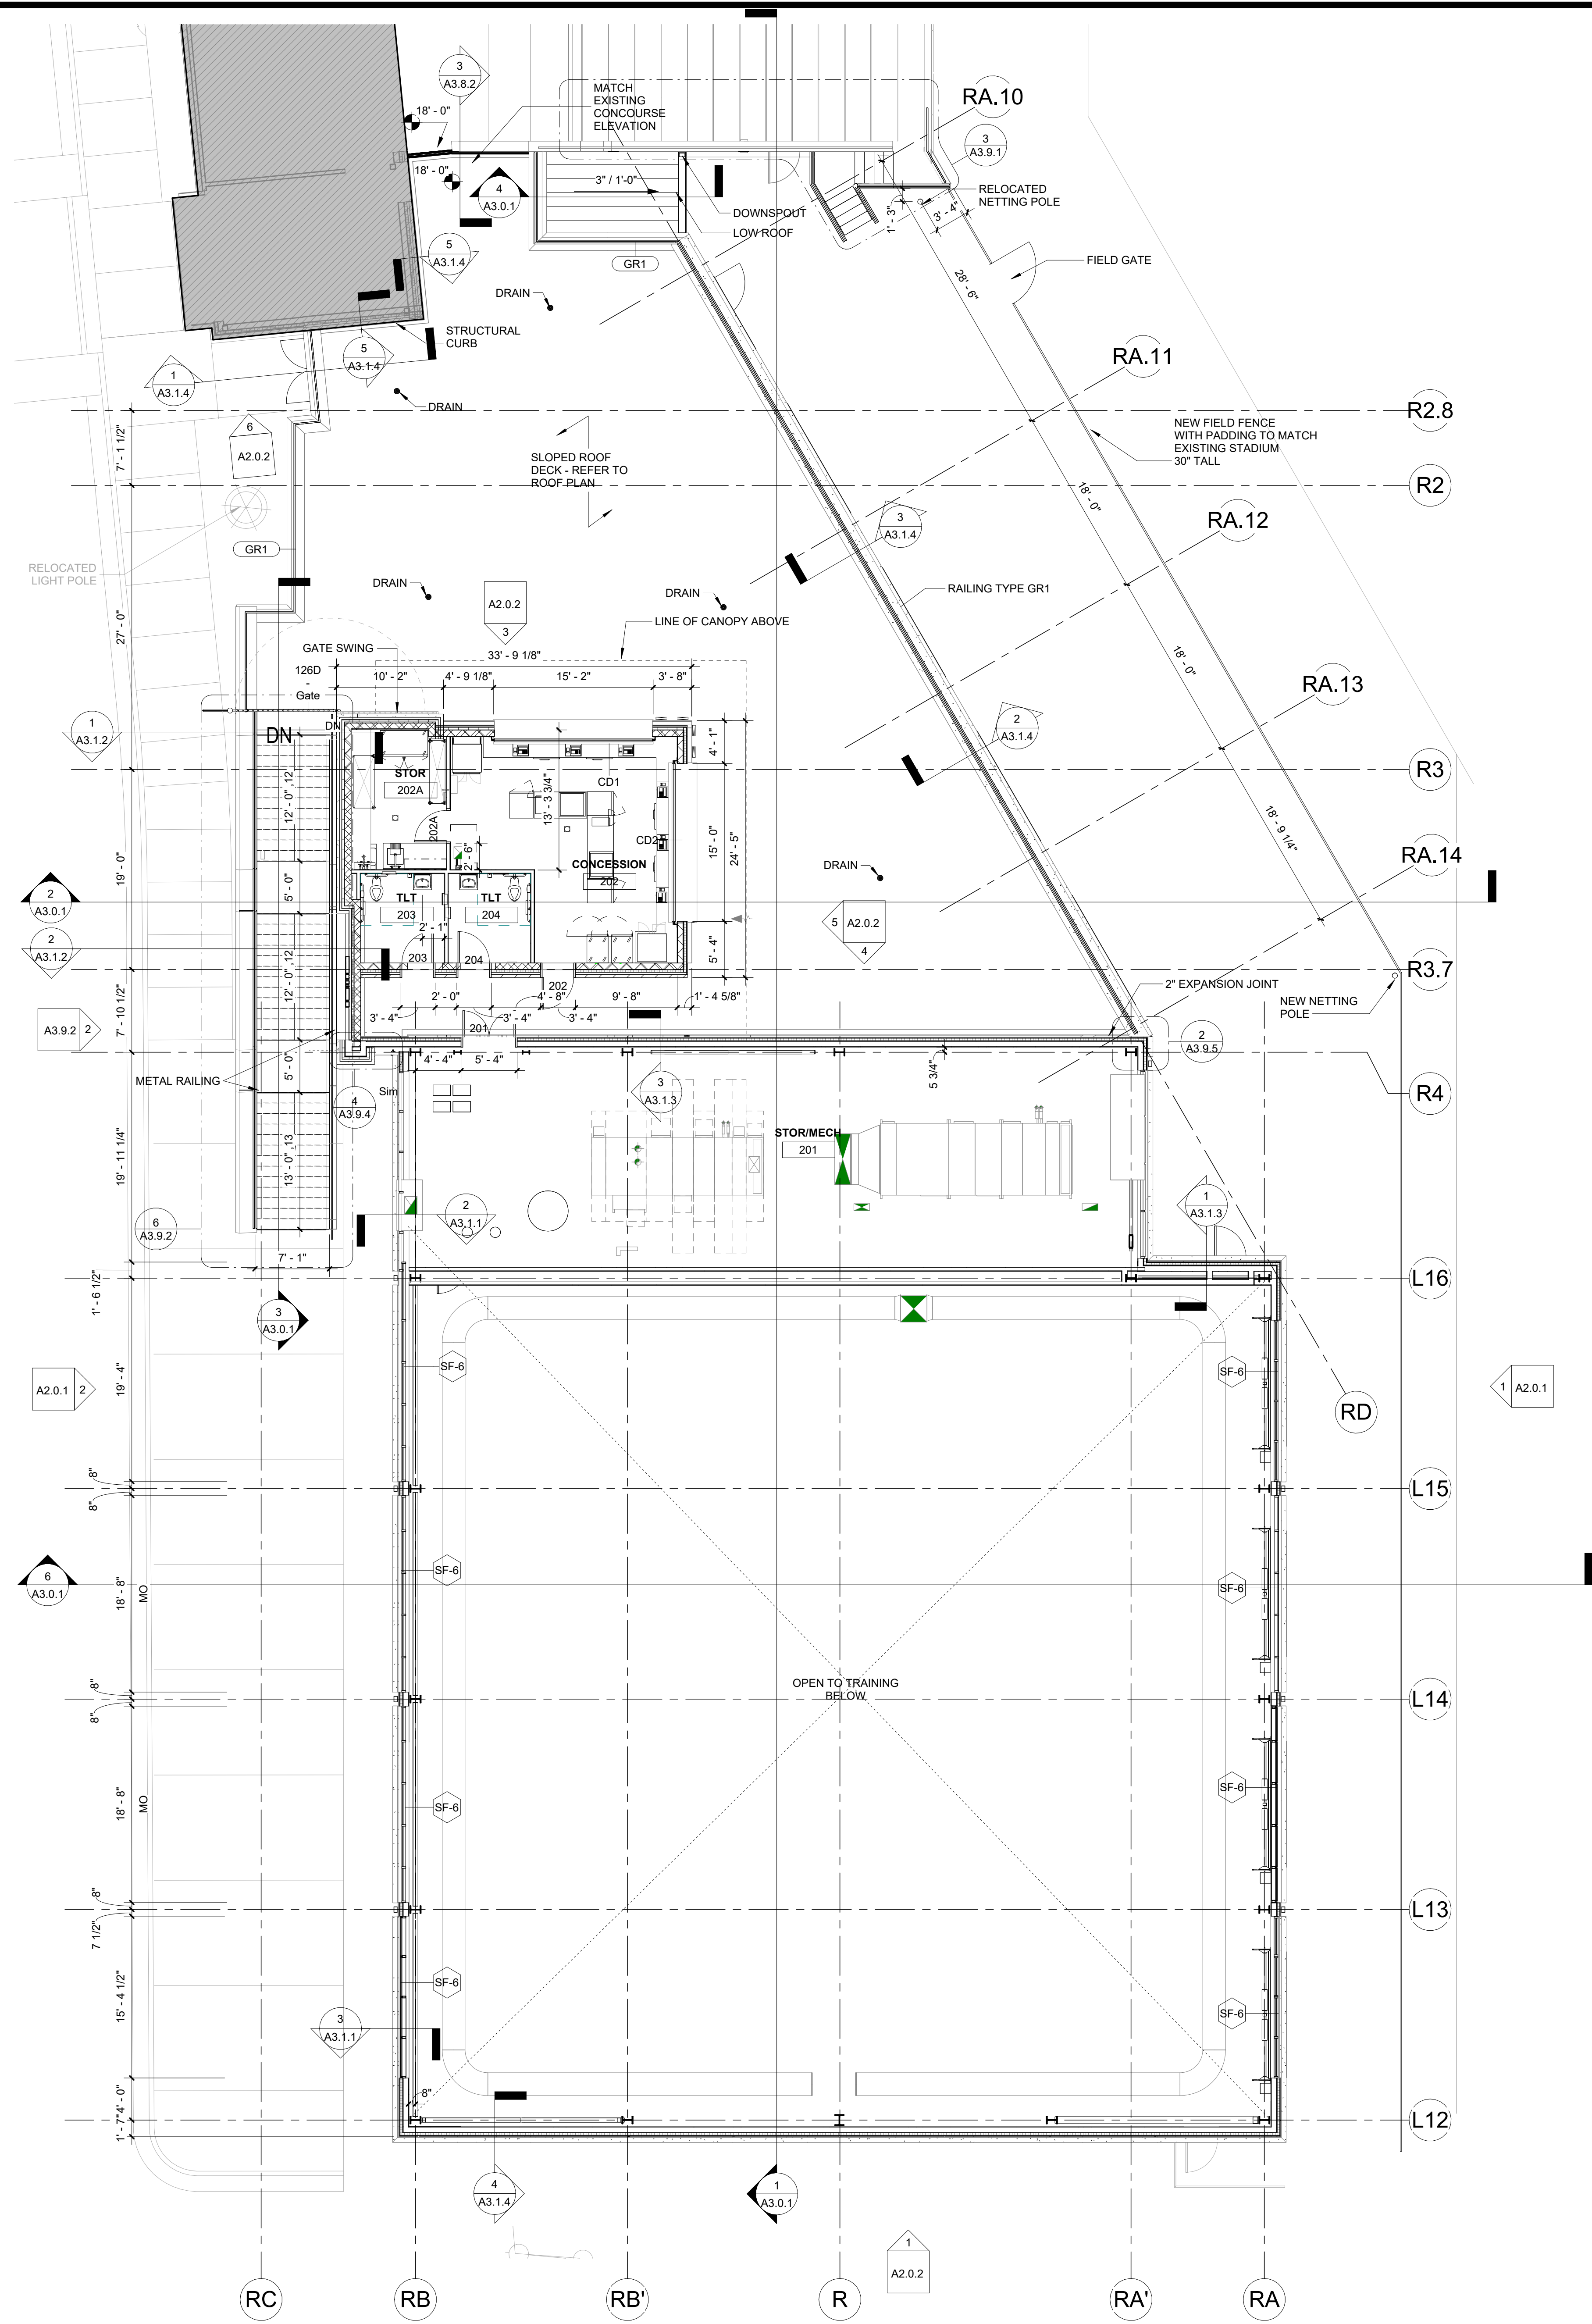 3
A3.8.2
18' - 0"
MATCH
EXISTING
CONCOURSE
ELEVATION
RA.10
3
A3.9.1
18' - 0"
4
A3.0.1
3" / 1'-0"
RELOCATED
NETTING POLE
DOWNSPOUT
LOW ROOF
1' - 3"
3' - 4"
5
A3.1.4
GR1
FIELD GATE
28' - 6"
DRAIN
STRUCTURAL
CURB
5
A3.1.4
1
A3.1.4
RA.11
DRAIN
R2.8
6
A2.0.2
7' - 1 1/2"
NEW FIELD FENCE
WITH PADDING TO MATCH
EXISTING STADIUM
30" TALL
SLOPED ROOF
DECK - REFER TO
ROOF PLAN
R2
18' - 0"
RA.12
3
A3.1.4
GR1
RELOCATED
LIGHT POLE
DRAIN
A2.0.2
3
DRAIN
RAILING TYPE GR1
27' - 0"
LINE OF CANOPY ABOVE
GATE SWING
33' - 9 1/8"
18' - 0"
126D
-
Gate
10' - 2"
4' - 9 1/8"
15' - 2"
3' - 8"
RA.13
1
A3.1.2
DN
DN
2
A3.1.4
4' - 1"
STOR
202A
CD1
R3
12' - 0" ,12
13' - 3 3/4"
202A
CD2
15' - 0"
24' - 5"
18' - 9 1/4"
2' - 6"
CONCESSION
202
RA.14
DRAIN
19' - 0"
5' - 0"
2
A3.0.1
TLT
203
TLT
204
2' - 1"
5
A2.0.2
4
2
A3.1.2
203
204
5' - 4"
12' - 0" ,12
R3.7
202
2" EXPANSION JOINT
2' - 0"
4' - 8"
9' - 8"
1' - 4 5/8"
NEW NETTING
POLE
7' - 10 1/2"
3' - 4"
3' - 4"
3' - 4"
A3.9.2
2
201
2
A3.9.5
4' - 4"
5' - 4"
5' - 0"
5 3/4"
METAL RAILING
3
A3.1.3
Sim
R4
4
A3.9.4
STOR/MECH
201
19' - 11 1/4"
13' - 0" ,13
1
A3.1.3
2
A3.1.1
6
A3.9.2
7' - 1"
L16
1' - 6 1/2"
3
A3.0.1
SF-6
SF-6
A2.0.1
2
19' - 4"
1
A2.0.1
RD
8"
L15
8"
SF-6
SF-6
6
A3.0.1
18' - 8"
MO
8"
OPEN TO TRAINING
BELOW
L14
8"
SF-6
SF-6
18' - 8"
MO
8"
L13
7 1/2"
SF-6
15' - 4 1/2"
SF-6
3
A3.1.1
4' - 0"
8"
L12
1' - 7"
4
A3.1.4
1
A3.0.1
1
A2.0.2
RC
RB
RB'
R
RA'
RA